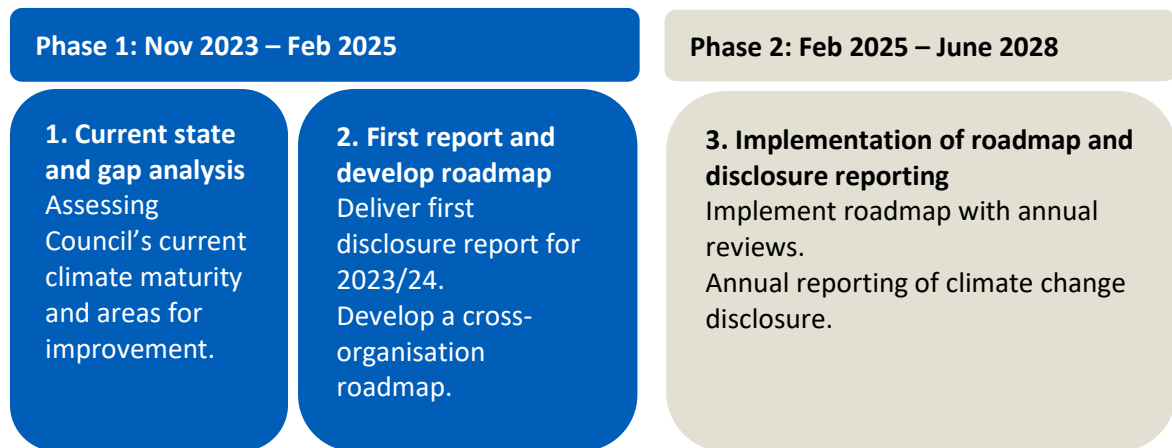 Phase 1: Nov 2023 – Feb 2025
1. Current state
and gap analysis
Assessing
Council’s current
climate maturity
and areas for
improvement.
2. First report and
develop roadmap
Deliver first
disclosure report for
2023/24.
Develop a cross-
organisation
roadmap.
Phase 2: Feb 2025 – June 2028
3. Implementation of roadmap and
disclosure reporting
Implement roadmap with annual
reviews.
Annual reporting of climate change
disclosure.